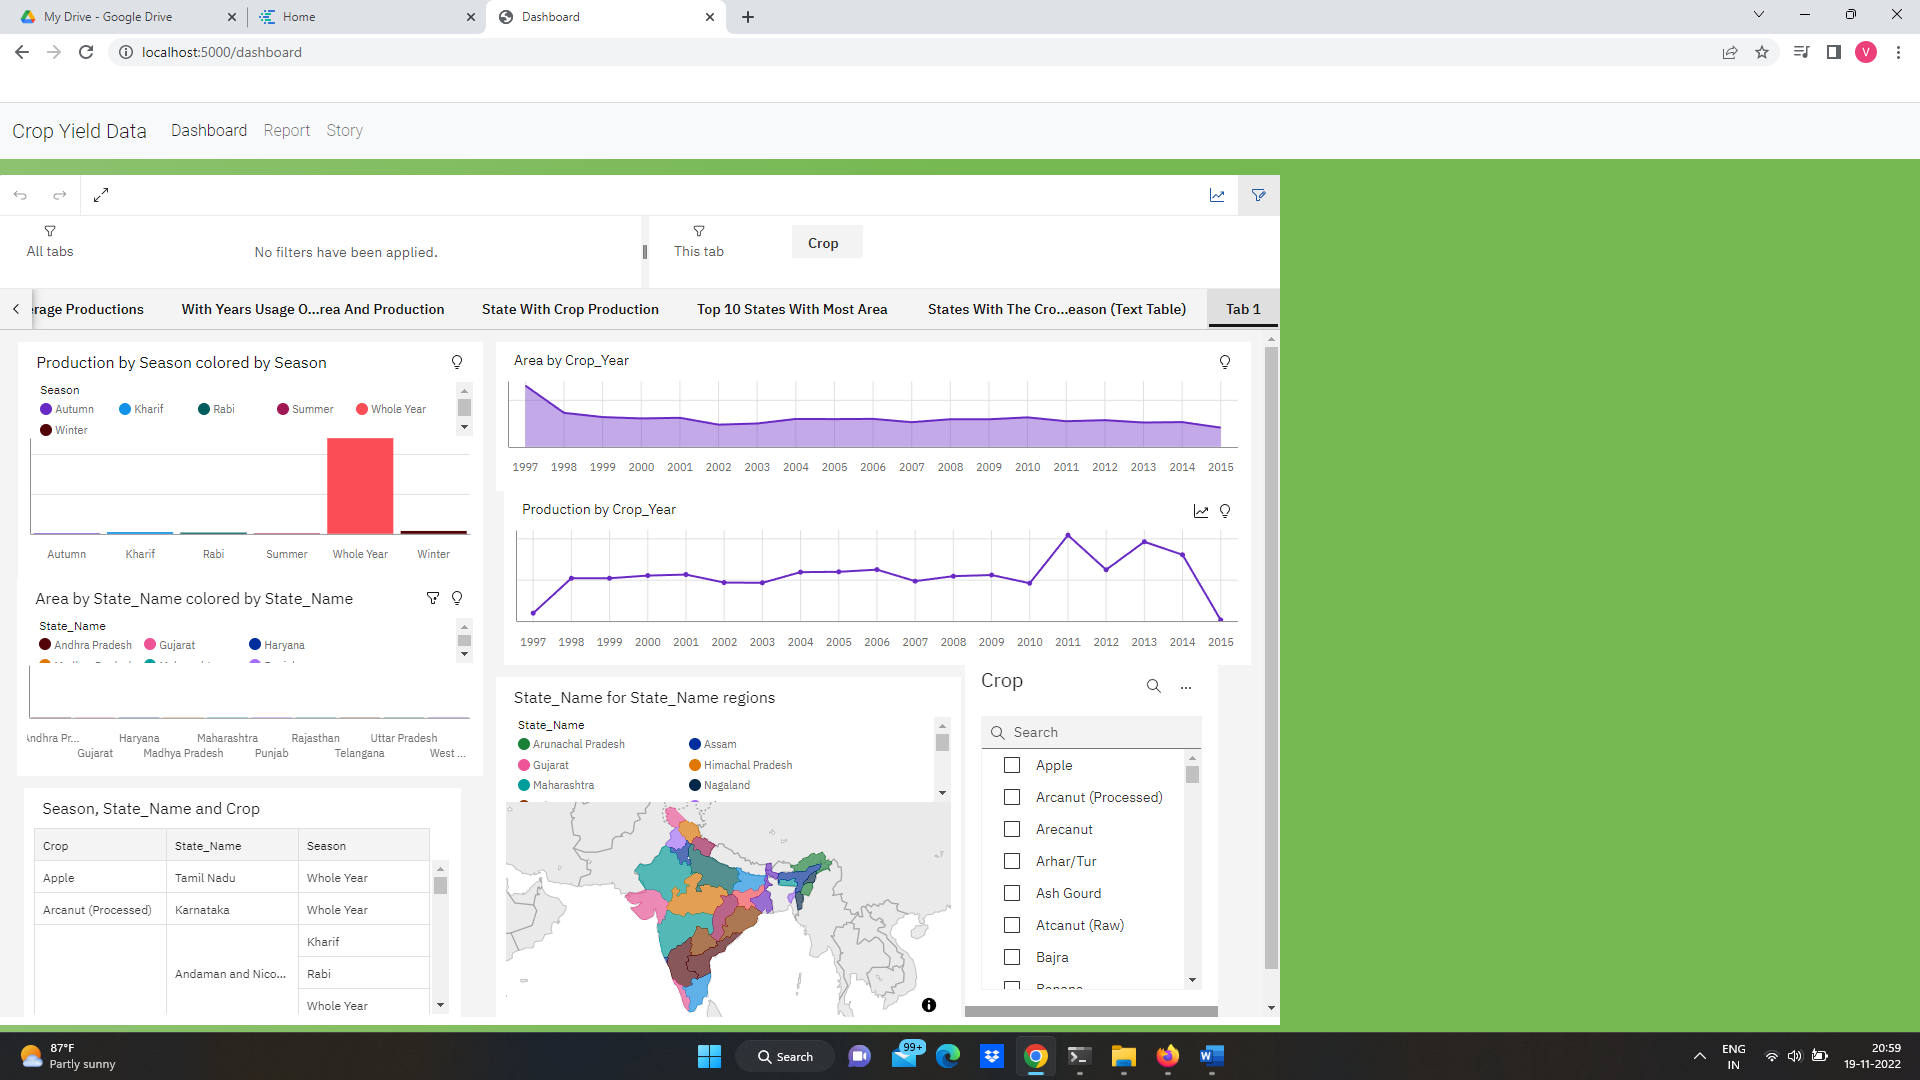 My Drive - Google Drive
Home
Dashboard
localhost:5000/dashboard
V
Crop Yield Data Dashboard Report Story
All tabs
No filters have been applied.
This tab
Crop
erage Productions
With Years Usage O...rea And Production
State With Crop Production
Top 10 States With Most Area
States With The Cro...eason (Text Table)
Tab 1
Production by Season colored by Season
Season
Autumn Kharif Rabi Summer Whole Year
Winter
Autumn Kharif Rabi Summer Whole Year Winter
Area by Crop_Year
1997 1998 1999 2000 2001 2002 2003 2004 2005 2006 2007 2008 2009 2010 2011 2012 2013 2014 2015
Production by Crop_Year
1997 1998 1999 2000 2001 2002 2003 2004 2005 2006 2007 2008 2009 2010 2011 2012 2013 2014 2015
Area by State_Name colored by State_Name
State_Name
Andhra Pradesh Gujarat Haryana
Andhra Pr... Haryana Maharashtra Rajasthan Uttar Pradesh
Gujarat Madhya Pradesh Punjab Telangana West ...
State_Name for State_Name regions
State_Name
Arunachal Pradesh Assam
Gujarat Himachal Pradesh
Maharashtra Nagaland
Crop
...
Search
Apple
Arcanut (Processed)
Arecanut
Arhar/Tur
Ash Gourd
Atcanut (Raw)
Bajra
Banana
Season, State_Name and Crop
Crop State_Name Season
Apple Tamil Nadu Whole Year
Arcanut (Processed) Karnataka Whole Year
Kharif
Andaman and Nico... Rabi
Whole Year
87°F
Partly sunny
Search
99+
ENG
IN
20:59
19-11-2022